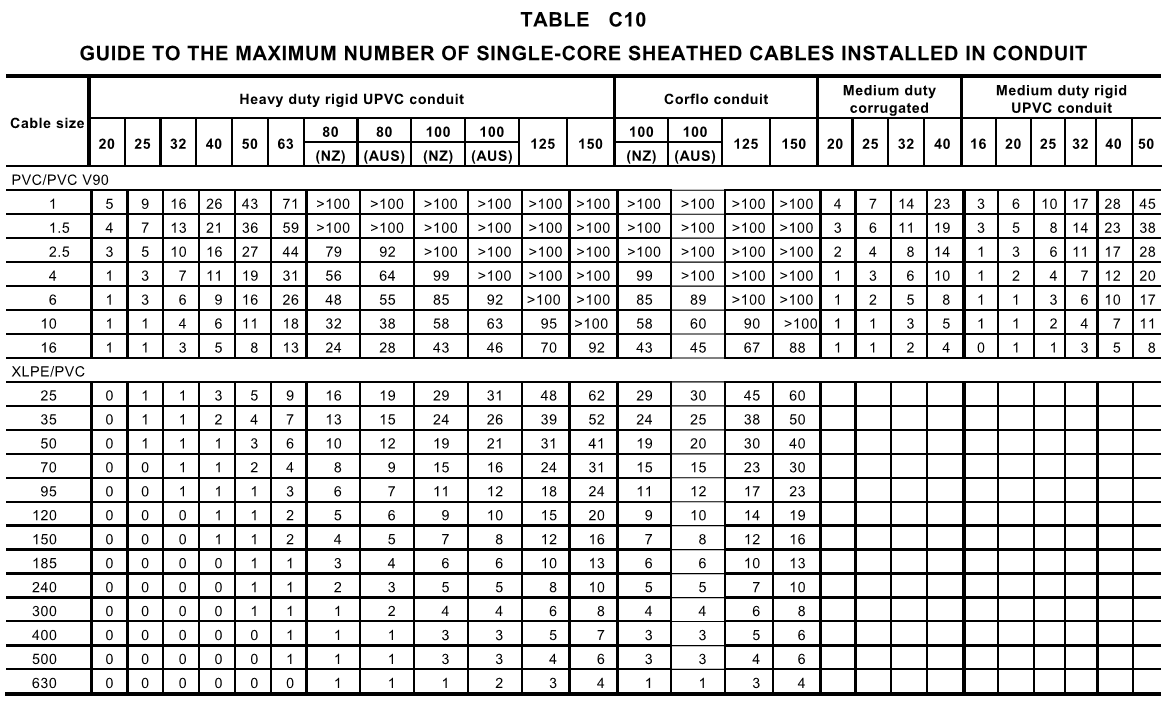 TABLE C10
GUIDE TO THE MAXIMUM NUMBER OF SINGLE-CORE SHEATHED CABLES INSTALLED IN CONDUIT
Cable size Heavy duty rigid UPVC conduit Corflo conduit Medium duty corrugated Medium duty rigid UPVC conduit
20 25 32 40 50 63 80 (NZ) 80 (AUS) 100 (NZ) 100 (AUS) 125 150 100 (NZ) 100 (AUS) 125 150 20 25 32 40 16 20 25 32 40 50
PVC/PVC V90
1 5 9 16 26 43 71 >100 >100 >100 >100 >100 >100 >100 >100 >100 >100 4 7 14 23 3 6 10 17 28 45
1.5 4 7 13 21 36 59 >100 >100 >100 >100 >100 >100 >100 >100 >100 >100 3 6 11 19 3 5 8 14 23 38
2.5 3 5 10 16 27 44 79 92 >100 >100 >100 >100 >100 >100 >100 >100 2 4 8 14 1 3 6 11 17 28
4 1 3 7 11 19 31 56 64 99 >100 >100 >100 99 >100 >100 >100 1 3 6 10 1 2 4 7 12 20
6 1 3 6 9 16 26 48 55 85 92 >100 >100 85 89 >100 >100 1 2 5 8 1 1 3 6 10 17
10 1 1 4 6 11 18 32 38 58 63 95 >100 58 60 90 >100 1 1 3 5 1 1 2 4 7 11
16 1 1 3 5 8 13 24 28 43 46 70 92 43 45 67 88 1 1 2 4 0 1 1 3 5 8
XLPE/PVC
25 0 1 1 3 5 9 16 19 29 31 48 62 29 30 45 60
35 0 1 1 2 4 7 13 15 24 26 39 52 24 25 38 50
50 0 1 1 1 3 6 10 12 19 21 31 41 19 20 30 40
70 0 0 1 1 2 4 8 9 15 16 24 31 15 15 23 30
95 0 0 1 1 1 3 6 7 11 12 18 24 11 12 17 23
120 0 0 0 1 1 2 5 6 9 10 15 20 9 10 14 19
150 0 0 0 1 1 2 4 5 7 8 12 16 7 8 12 16
185 0 0 0 0 1 1 3 4 6 6 10 13 6 6 10 13
240 0 0 0 0 1 1 2 3 5 5 8 10 5 5 7 10
300 0 0 0 0 1 1 1 2 4 4 6 8 4 4 6 8
400 0 0 0 0 0 1 1 1 3 3 5 7 3 3 5 6
500 0 0 0 0 0 1 1 1 3 3 4 6 3 3 4 6
630 0 0 0 0 0 0 1 1 1 2 3 4 1 1 3 4